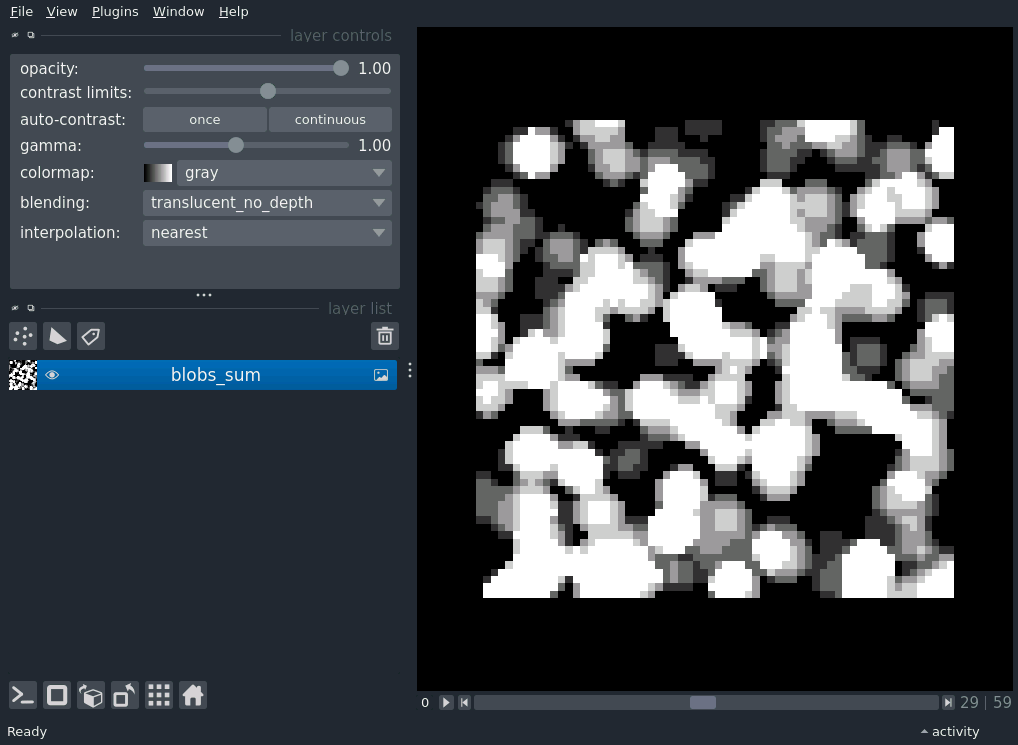 File View Plugins Window Help
layer controls
opacity: 1.00
contrast limits:
auto-contrast: once continuous
gamma: 1.00
colormap: gray
blending: translucent_no_depth
interpolation: nearest
layer list
blobs_sum
0 29 | 59
Ready activity